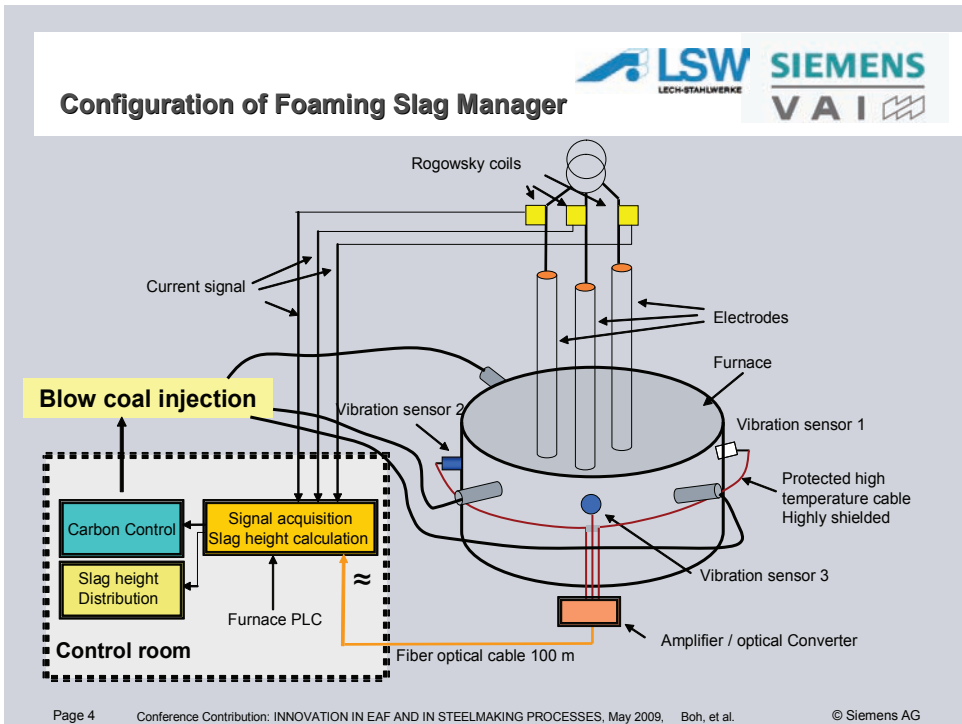 LSW
LECH-STAHLWERKE
SIEMENS
VAI
Configuration of Foaming Slag Manager
Rogowsky coils
Current signal
Electrodes
Furnace
Blow coal injection
Vibration sensor 2
Vibration sensor 1
Protected high
temperature cable
Highly shielded
Carbon Control
Signal acquisition
Slag height calculation
Slag height
Distribution
≈
Vibration sensor 3
Furnace PLC
Control room
Amplifier / optical Converter
Fiber optical cable 100 m
Page 4 Conference Contribution: INNOVATION IN EAF AND IN STEELMAKING PROCESSES, May 2009, Boh, et al. © Siemens AG